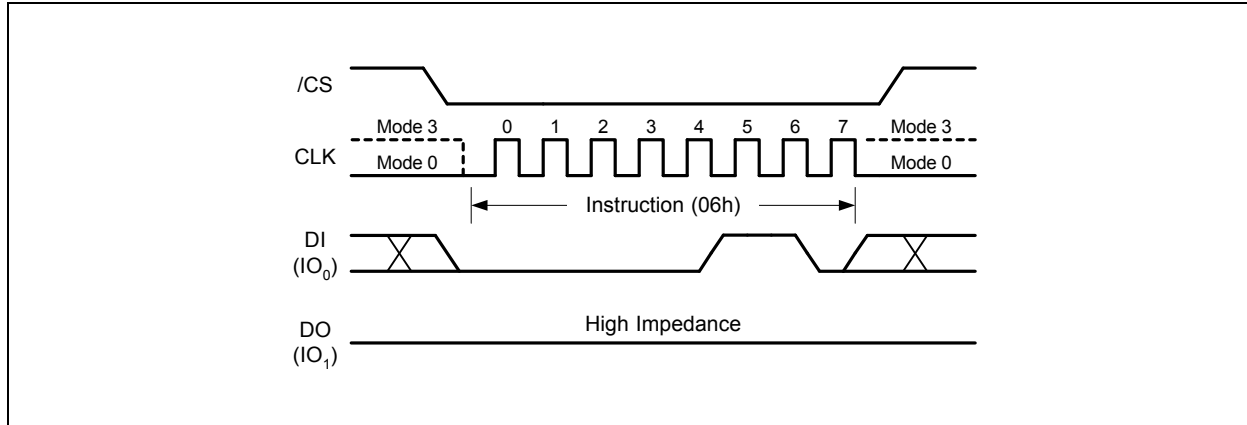 /CS
Mode 3 0 1 2 3 4 5 6 7 Mode 3
CLK
Mode 0 Mode 0
Instruction (06h)
DI
(IO₀)
High Impedance
DO
(IO₁)